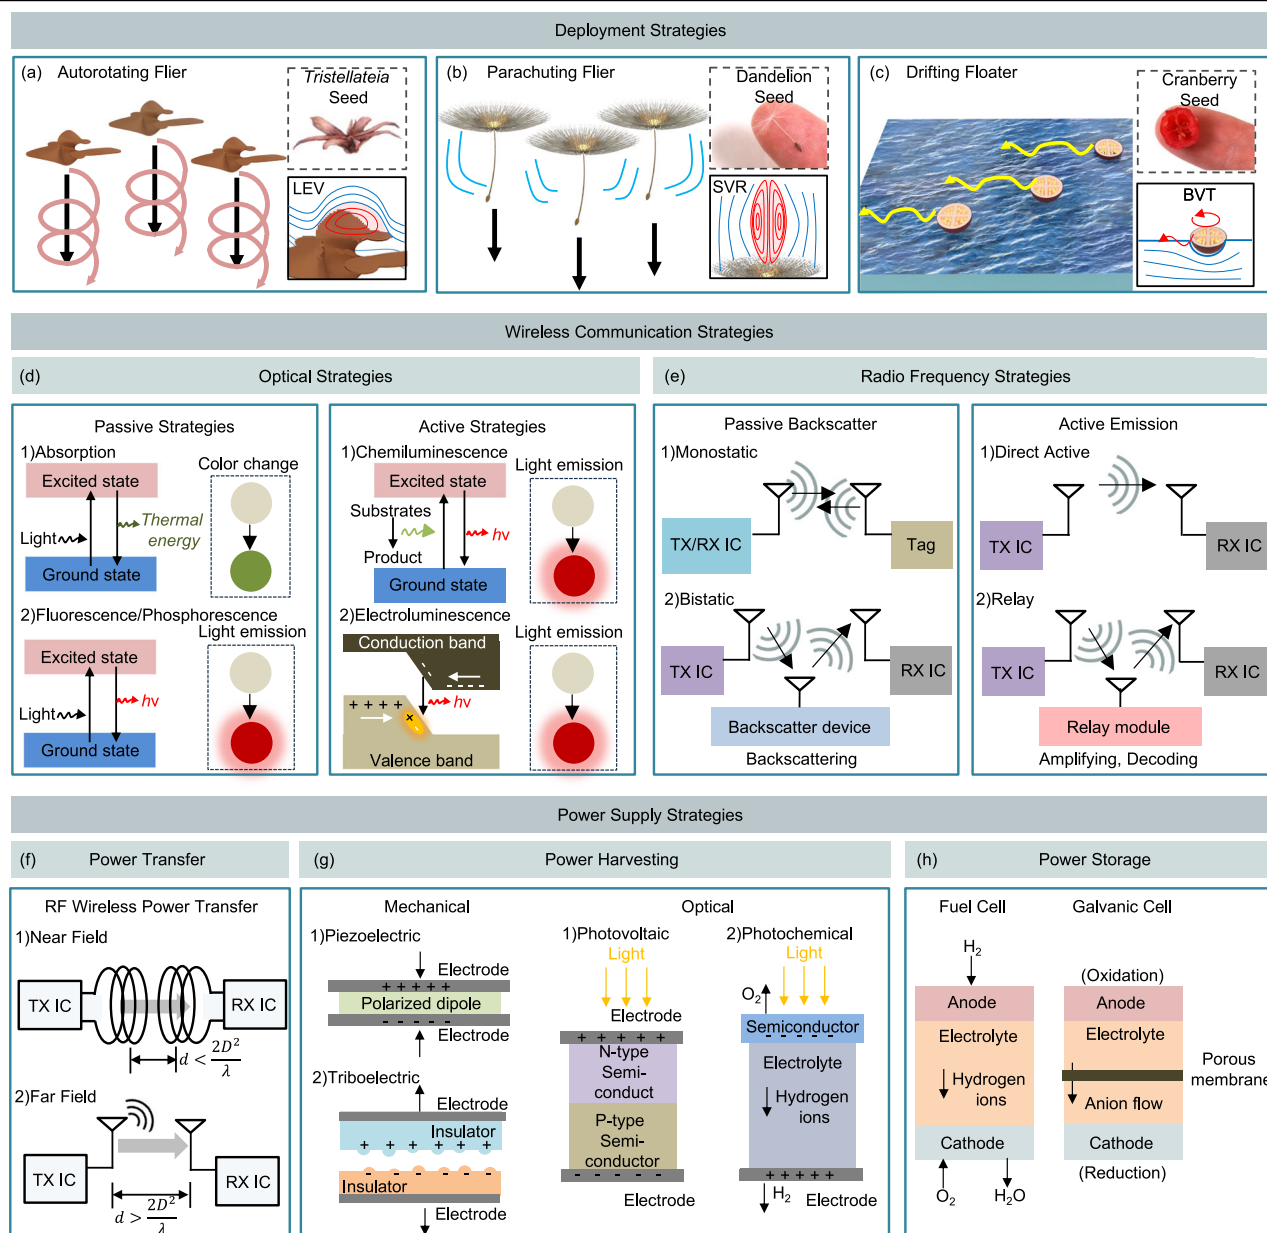 Deployment Strategies
(a) Autorotating Flier
Tristellateia
Seed
LEV
(b) Parachuting Flier
Dandelion
Seed
SVR
(c) Drifting Floater
Cranberry
Seed
BVT
Wireless Communication Strategies
(d) Optical Strategies
Passive Strategies
1)Absorption
Excited state
Light
Thermal
energy
Ground state
Color change
2)Fluorescence/Phosphorescence
Excited state
Light
hv
Ground state
Light emission
Active Strategies
1)Chemiluminescence
Excited state
Substrates
Product
hv
Ground state
Light emission
2)Electroluminescence
Conduction band
+ + + +
hv
Valence band
Light emission
(e) Radio Frequency Strategies
Passive Backscatter
1)Monostatic
TX/RX IC
Tag
2)Bistatic
TX IC
RX IC
Backscatter device
Backscattering
Active Emission
1)Direct Active
TX IC
RX IC
2)Relay
TX IC
RX IC
Relay module
Amplifying, Decoding
Power Supply Strategies
(f) Power Transfer
RF Wireless Power Transfer
1)Near Field
TX IC
RX IC
d < 2D²/λ
2)Far Field
TX IC
RX IC
d > 2D²/λ
(g) Power Harvesting
Mechanical
1)Piezoelectric
Electrode
+ + + + +
Polarized dipole
- - - - -
Electrode
2)Triboelectric
Electrode
Insulator
+ + + + + +
- - - - - -
Insulator
Electrode
Optical
1)Photovoltaic
Light
Electrode
+ + + + +
N-type
Semi-
conduct
P-type
Semi-
conductor
- - - - -
Electrode
2)Photochemical
Light
O₂
Semiconductor
- - - - -
Electrolyte
Hydrogen
ions
+ + + + +
H₂
Electrode
(h) Power Storage
Fuel Cell
H₂
Anode
Electrolyte
Hydrogen
ions
Cathode
O₂
H₂O
Galvanic Cell
(Oxidation)
Anode
Electrolyte
Porous
membrane
Anion flow
Cathode
(Reduction)